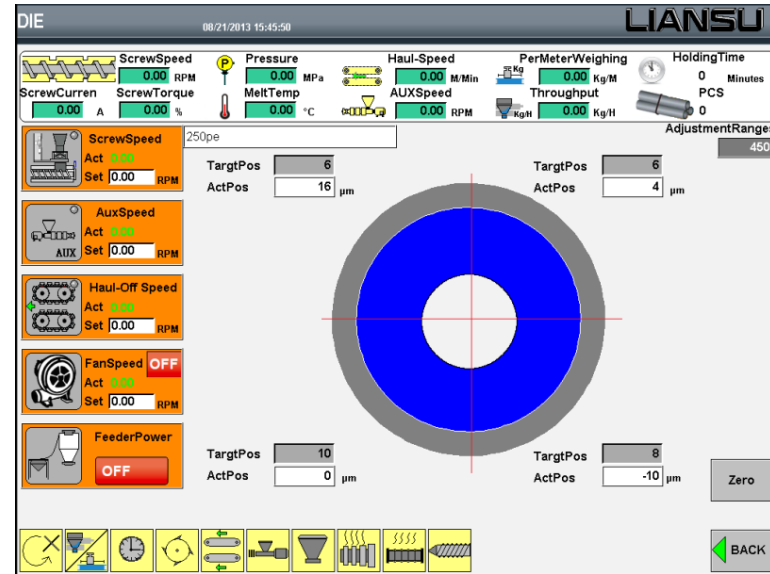 DIE
08/21/2013 15:45:50
LIANSU
ScrewSpeed
0.00 RPM
P
Pressure
0.00 MPa
Haul-Speed
0.00 M/Min
PerMeterWeighing
Kg
0.00 Kg/M
HoldingTime
0 Minutes
ScrewCurren
0.00 A
ScrewTorque
0.00 %
MeltTemp
0.00 °C
AUXSpeed
0.00 RPM
Throughput
Kg/H
0.00 Kg/H
PCS
0
ScrewSpeed
Act 0.00
Set 0.00 RPM
250pe
AdjustmentRange
450
TargtPos 6
ActPos 16 μm
TargtPos 6
ActPos 4 μm
AuxSpeed
Act 0.00
AUX
Set 0.00 RPM
Haul-Off Speed
Act 0.00
Set 0.00 RPM
FanSpeed OFF
Act 0.00
Set 0.00 RPM
FeederPower
OFF
TargtPos 10
ActPos 0 μm
TargtPos 8
ActPos -10 μm
Zero
BACK